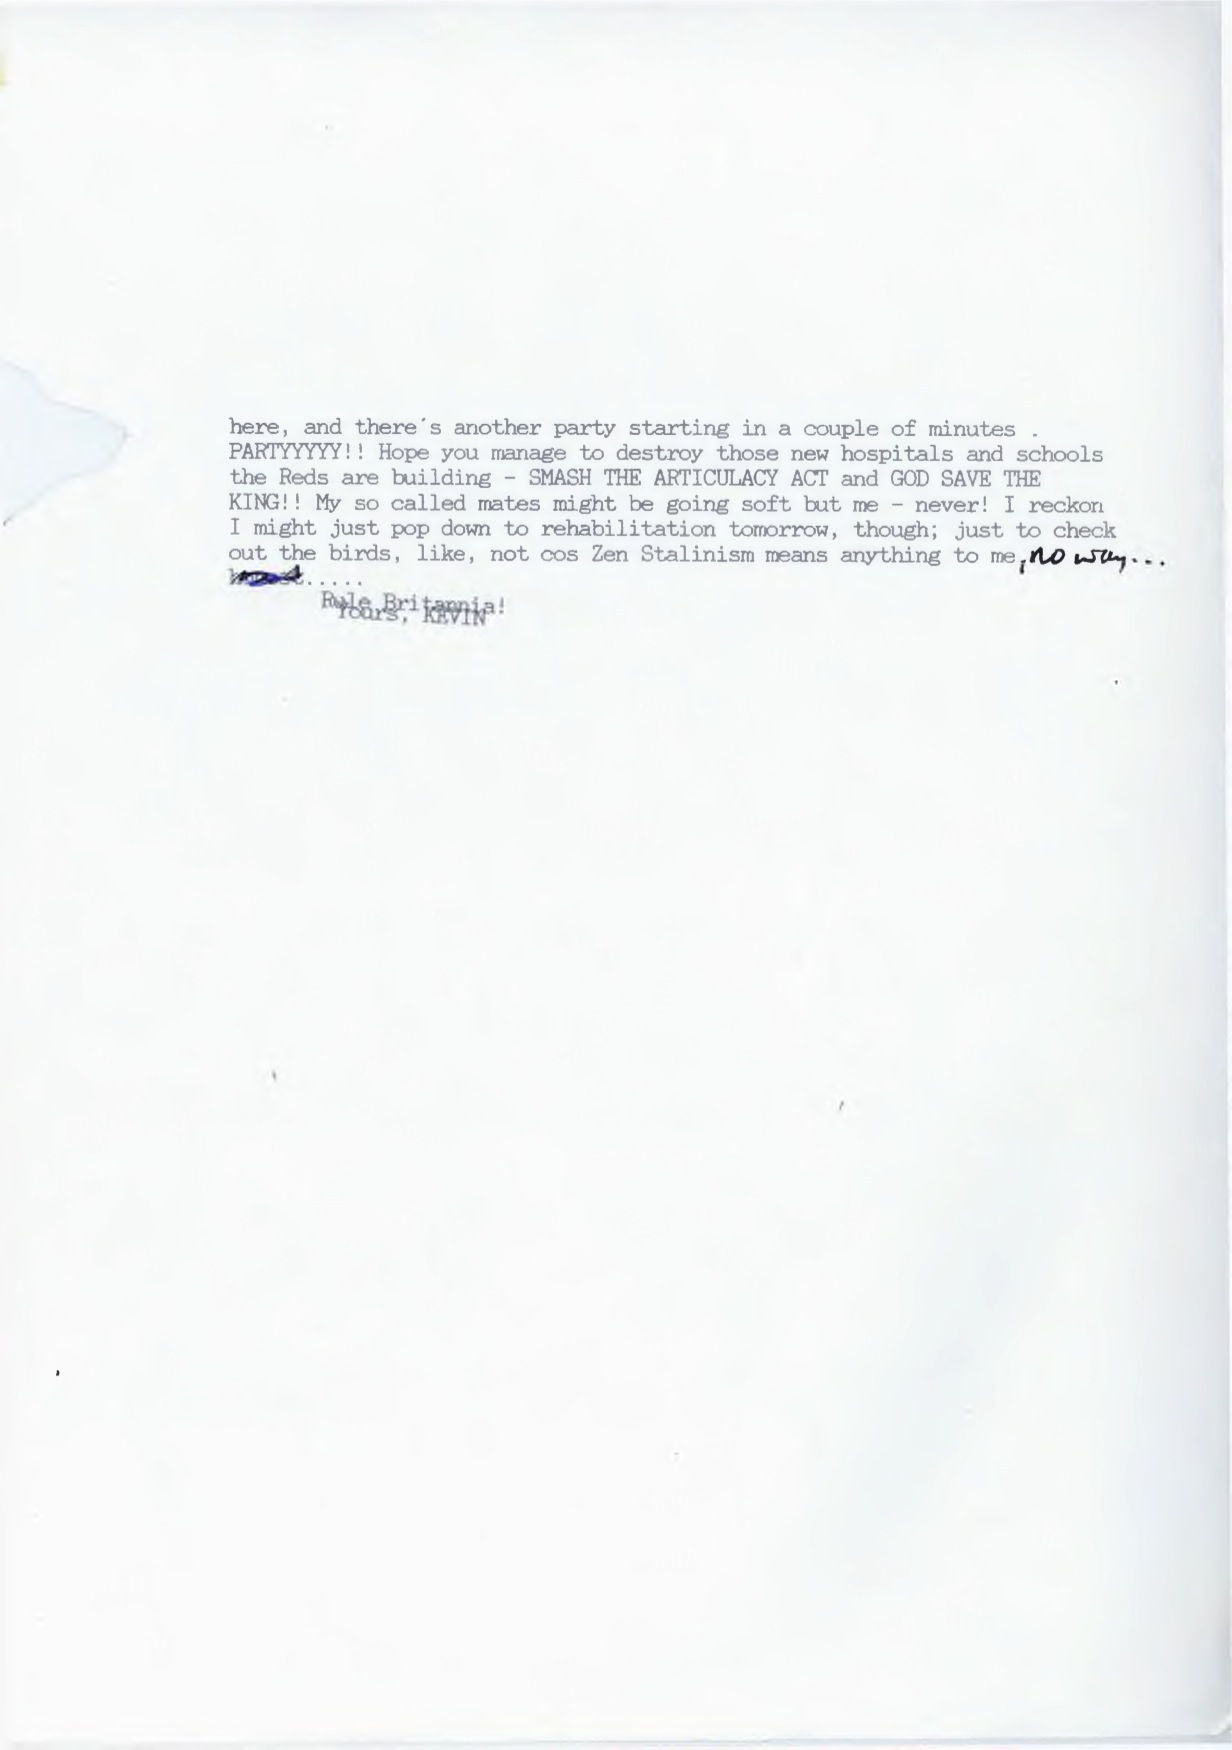 here, and there's another party starting in a couple of minutes .
PARTYYYYY!! Hope you manage to destroy those new hospitals and schools
the Reds are building - SMASH THE ARTICULACY ACT and GOD SAVE THE
KING!! My so called mates might be going soft but me - never! I reckon
I might just pop down to rehabilitation tomorrow, though; just to check
out the birds, like, not cos Zen Stalinism means anything to me, no way...
.....
Rule Britannia!
Yours, KEVIN